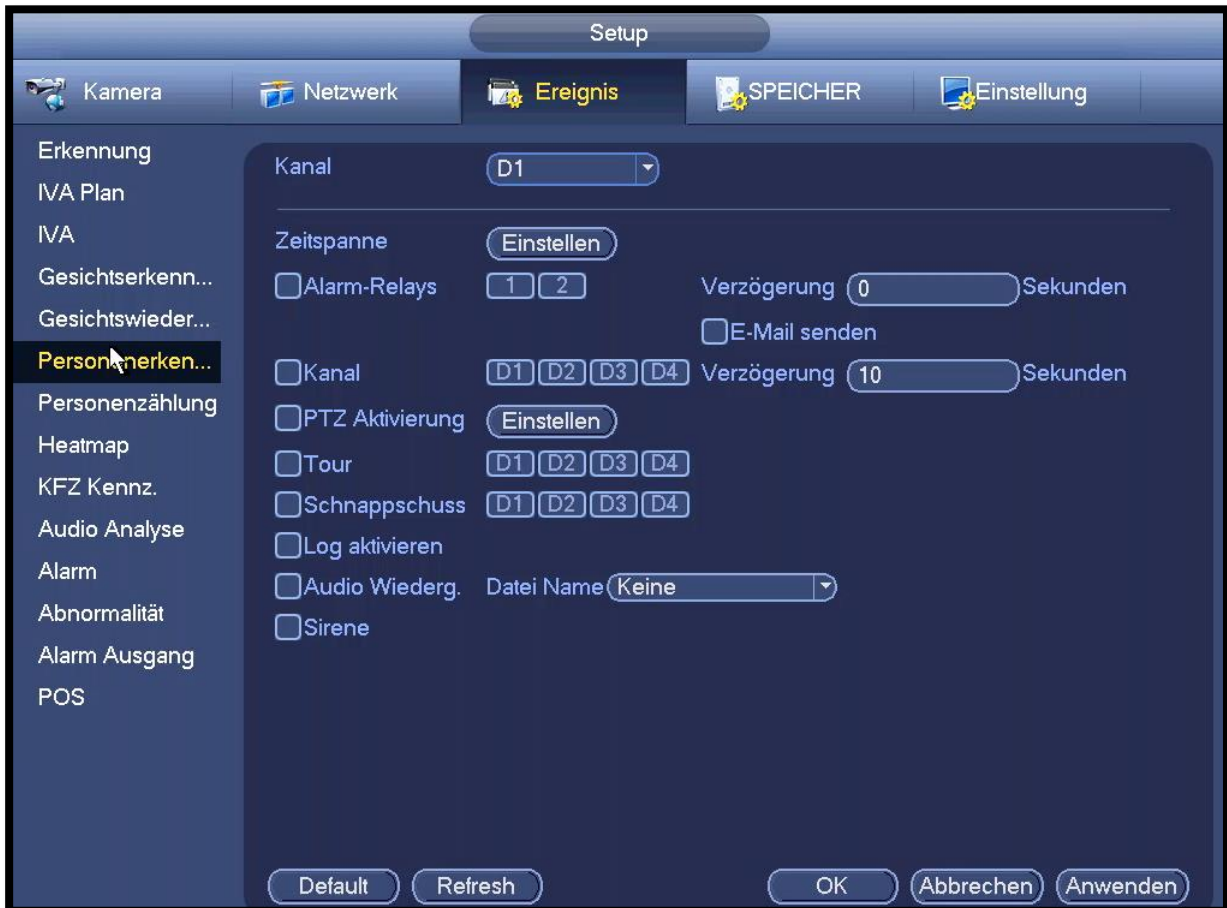 Setup
Kamera Netzwerk Ereignis SPEICHER Einstellung
Erkennung
IVA Plan
IVA
Gesichtserkenn...
Gesichtswieder...
Personenerken...
Personenzählung
Heatmap
KFZ Kennz.
Audio Analyse
Alarm
Abnormalität
Alarm Ausgang
POS
Kanal D1
Zeitspanne Einstellen
Alarm-Relays 1 2 Verzögerung 0 Sekunden
E-Mail senden
Kanal D1 D2 D3 D4 Verzögerung 10 Sekunden
PTZ Aktivierung Einstellen
Tour D1 D2 D3 D4
Schnappschuss D1 D2 D3 D4
Log aktivieren
Audio Wiederg. Datei Name Keine
Sirene
Default Refresh OK Abbrechen Anwenden